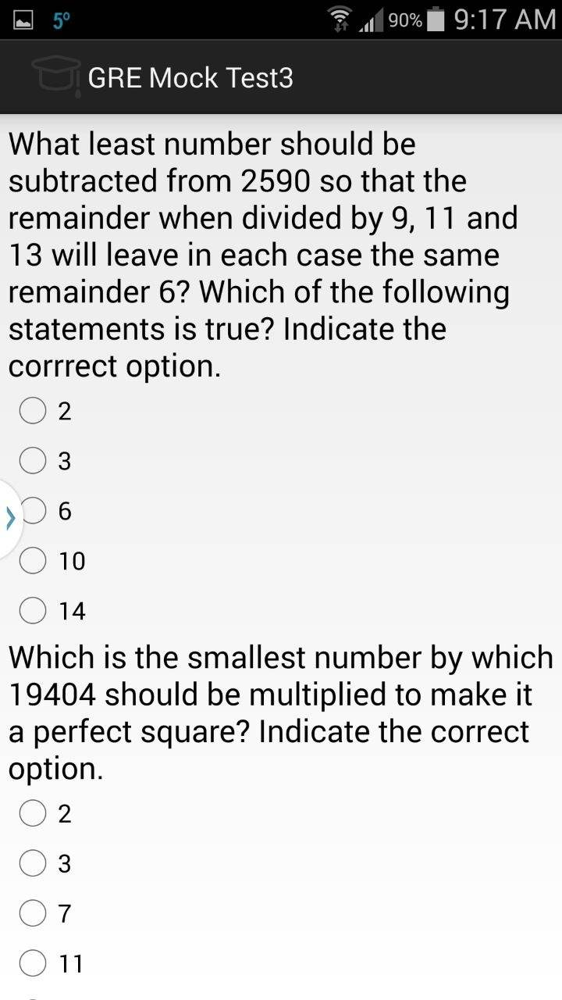 5º
90% 9:17 AM
GRE Mock Test3
What least number should be
subtracted from 2590 so that the
remainder when divided by 9, 11 and
13 will leave in each case the same
remainder 6? Which of the following
statements is true? Indicate the
corrrect option.
2
3
6
10
14
Which is the smallest number by which
19404 should be multiplied to make it
a perfect square? Indicate the correct
option.
2
3
7
11